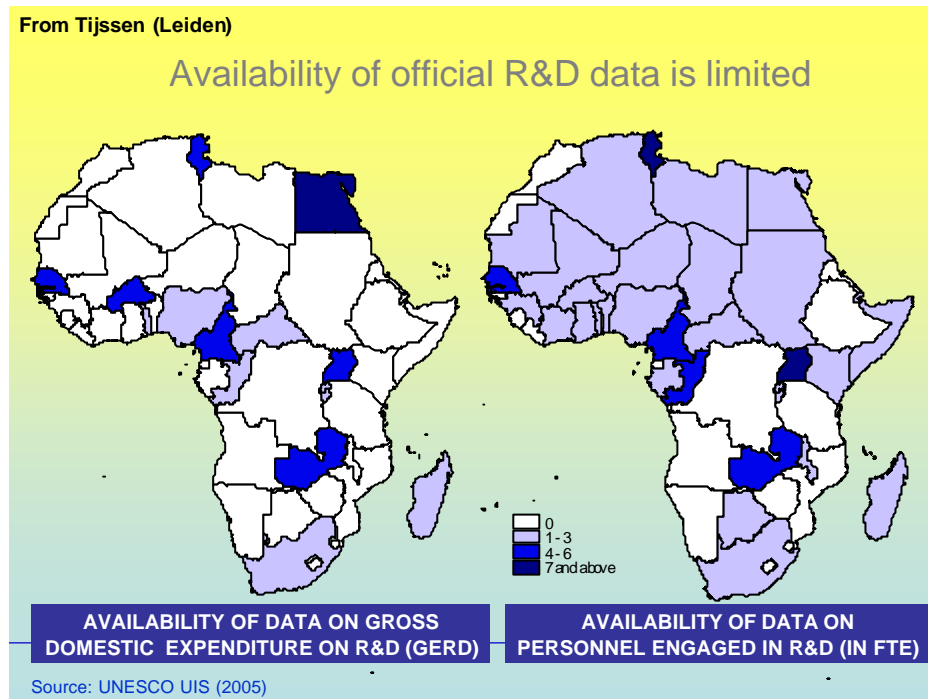 From Tijssen (Leiden)
Availability of official R&D data is limited
0
1 - 3
4 - 6
7 and above
AVAILABILITY OF DATA ON GROSS
DOMESTIC EXPENDITURE ON R&D (GERD)
AVAILABILITY OF DATA ON
PERSONNEL ENGAGED IN R&D (IN FTE)
Source: UNESCO UIS (2005)